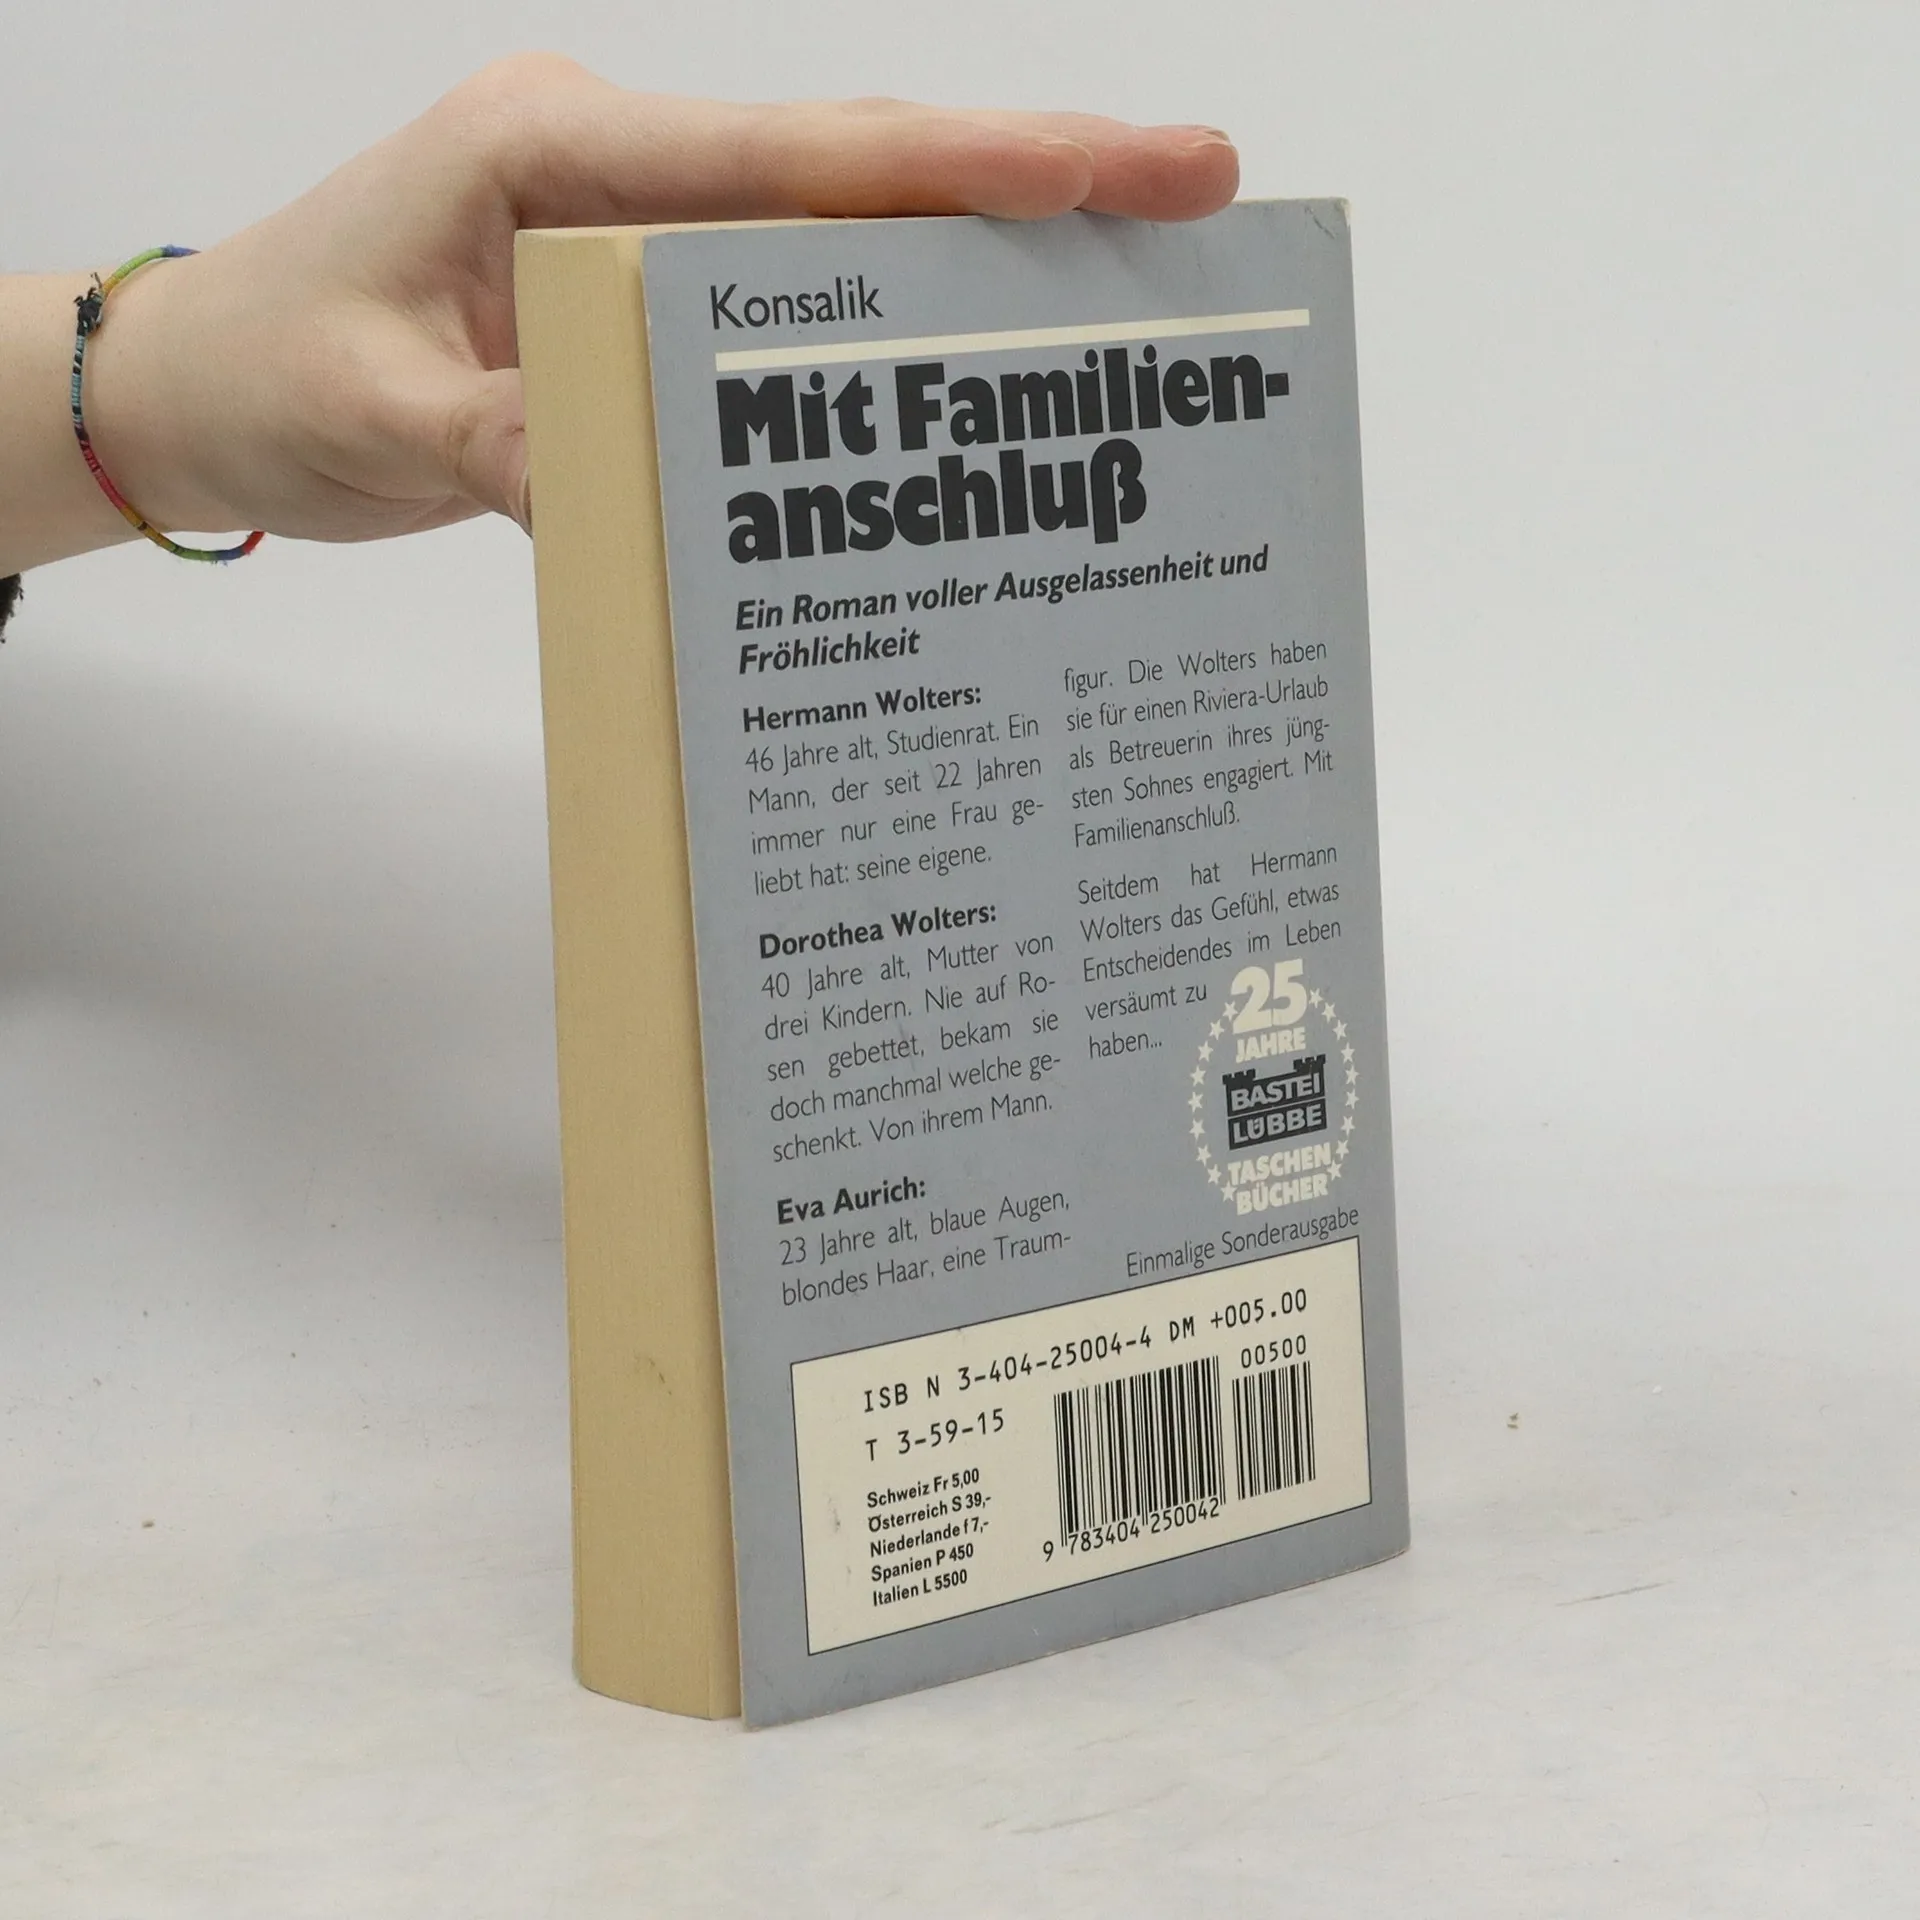 Konsalik
Mit Familien-
anschluß
Ein Roman voller Ausgelassenheit und
Fröhlichkeit
Hermann Wolters:
46 Jahre alt, Studienrat. Ein
Mann, der seit 22 Jahren
immer nur eine Frau ge-
liebt hat: seine eigene.
Dorothea Wolters:
40 Jahre alt, Mutter von
drei Kindern. Nie auf Ro-
sen gebettet, bekam sie
doch manchmal welche ge-
schenkt. Von ihrem Mann.
Eva Aurich:
23 Jahre alt, blaue Augen,
blondes Haar, eine Traum-
figur. Die Wolters haben
sie für einen Riviera-Urlaub
als Betreuerin ihres jüng-
sten Sohnes engagiert. Mit
Familienanschluß.
Seitdem hat Hermann
Wolters das Gefühl, etwas
Entscheidendes im Leben
versäumt zu
haben...
25
JAHRE
BASTEI
LÜBBE
TASCHEN
BÜCHER
Einmalige Sonderausgabe
ISB N 3-404-25004-4 DM +005.00
00500
T 3-59-15
Schweiz Fr 5,00
Österreich S 39,-
Niederlande f 7,-
Spanien P 450
Italien L 5500
9 783404 250042